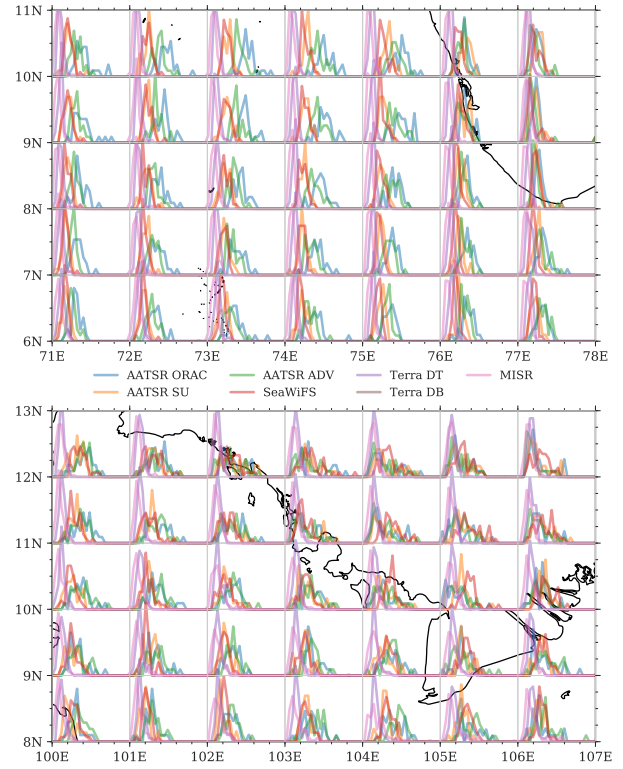 11N
10N
9N
8N
7N
6N
71E 72E 73E 74E 75E 76E 77E 78E
AATSR ORAC AATSR ADV Terra DT MISR
AATSR SU SeaWiFS Terra DB
13N
12N
11N
10N
9N
8N
100E 101E 102E 103E 104E 105E 106E 107E